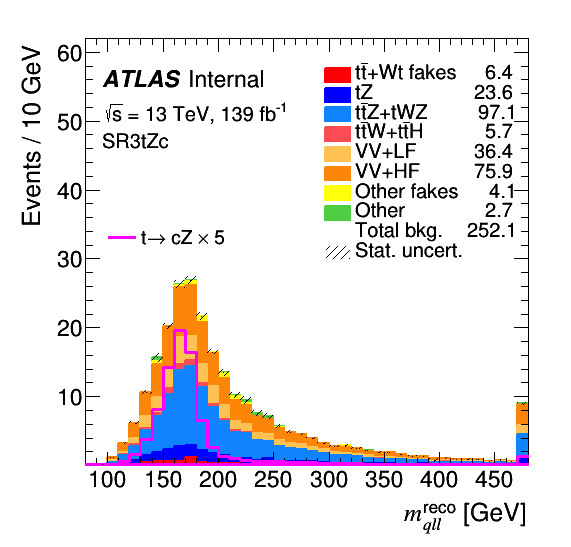 Events / 10 GeV
60
50
40
30
20
10
ATLAS Internal
√s = 13 TeV, 139 fb⁻¹
SR3tZc
t→ cZ × 5
tt̄+Wt fakes 6.4
tZ 23.6
tt̄Z+tWZ 97.1
tt̄W+tt̄H 5.7
VV+LF 36.4
VV+HF 75.9
Other fakes 4.1
Other 2.7
Total bkg. 252.1
Stat. uncert.
100 150 200 250 300 350 400 450
m_{qll}^{reco} [GeV]